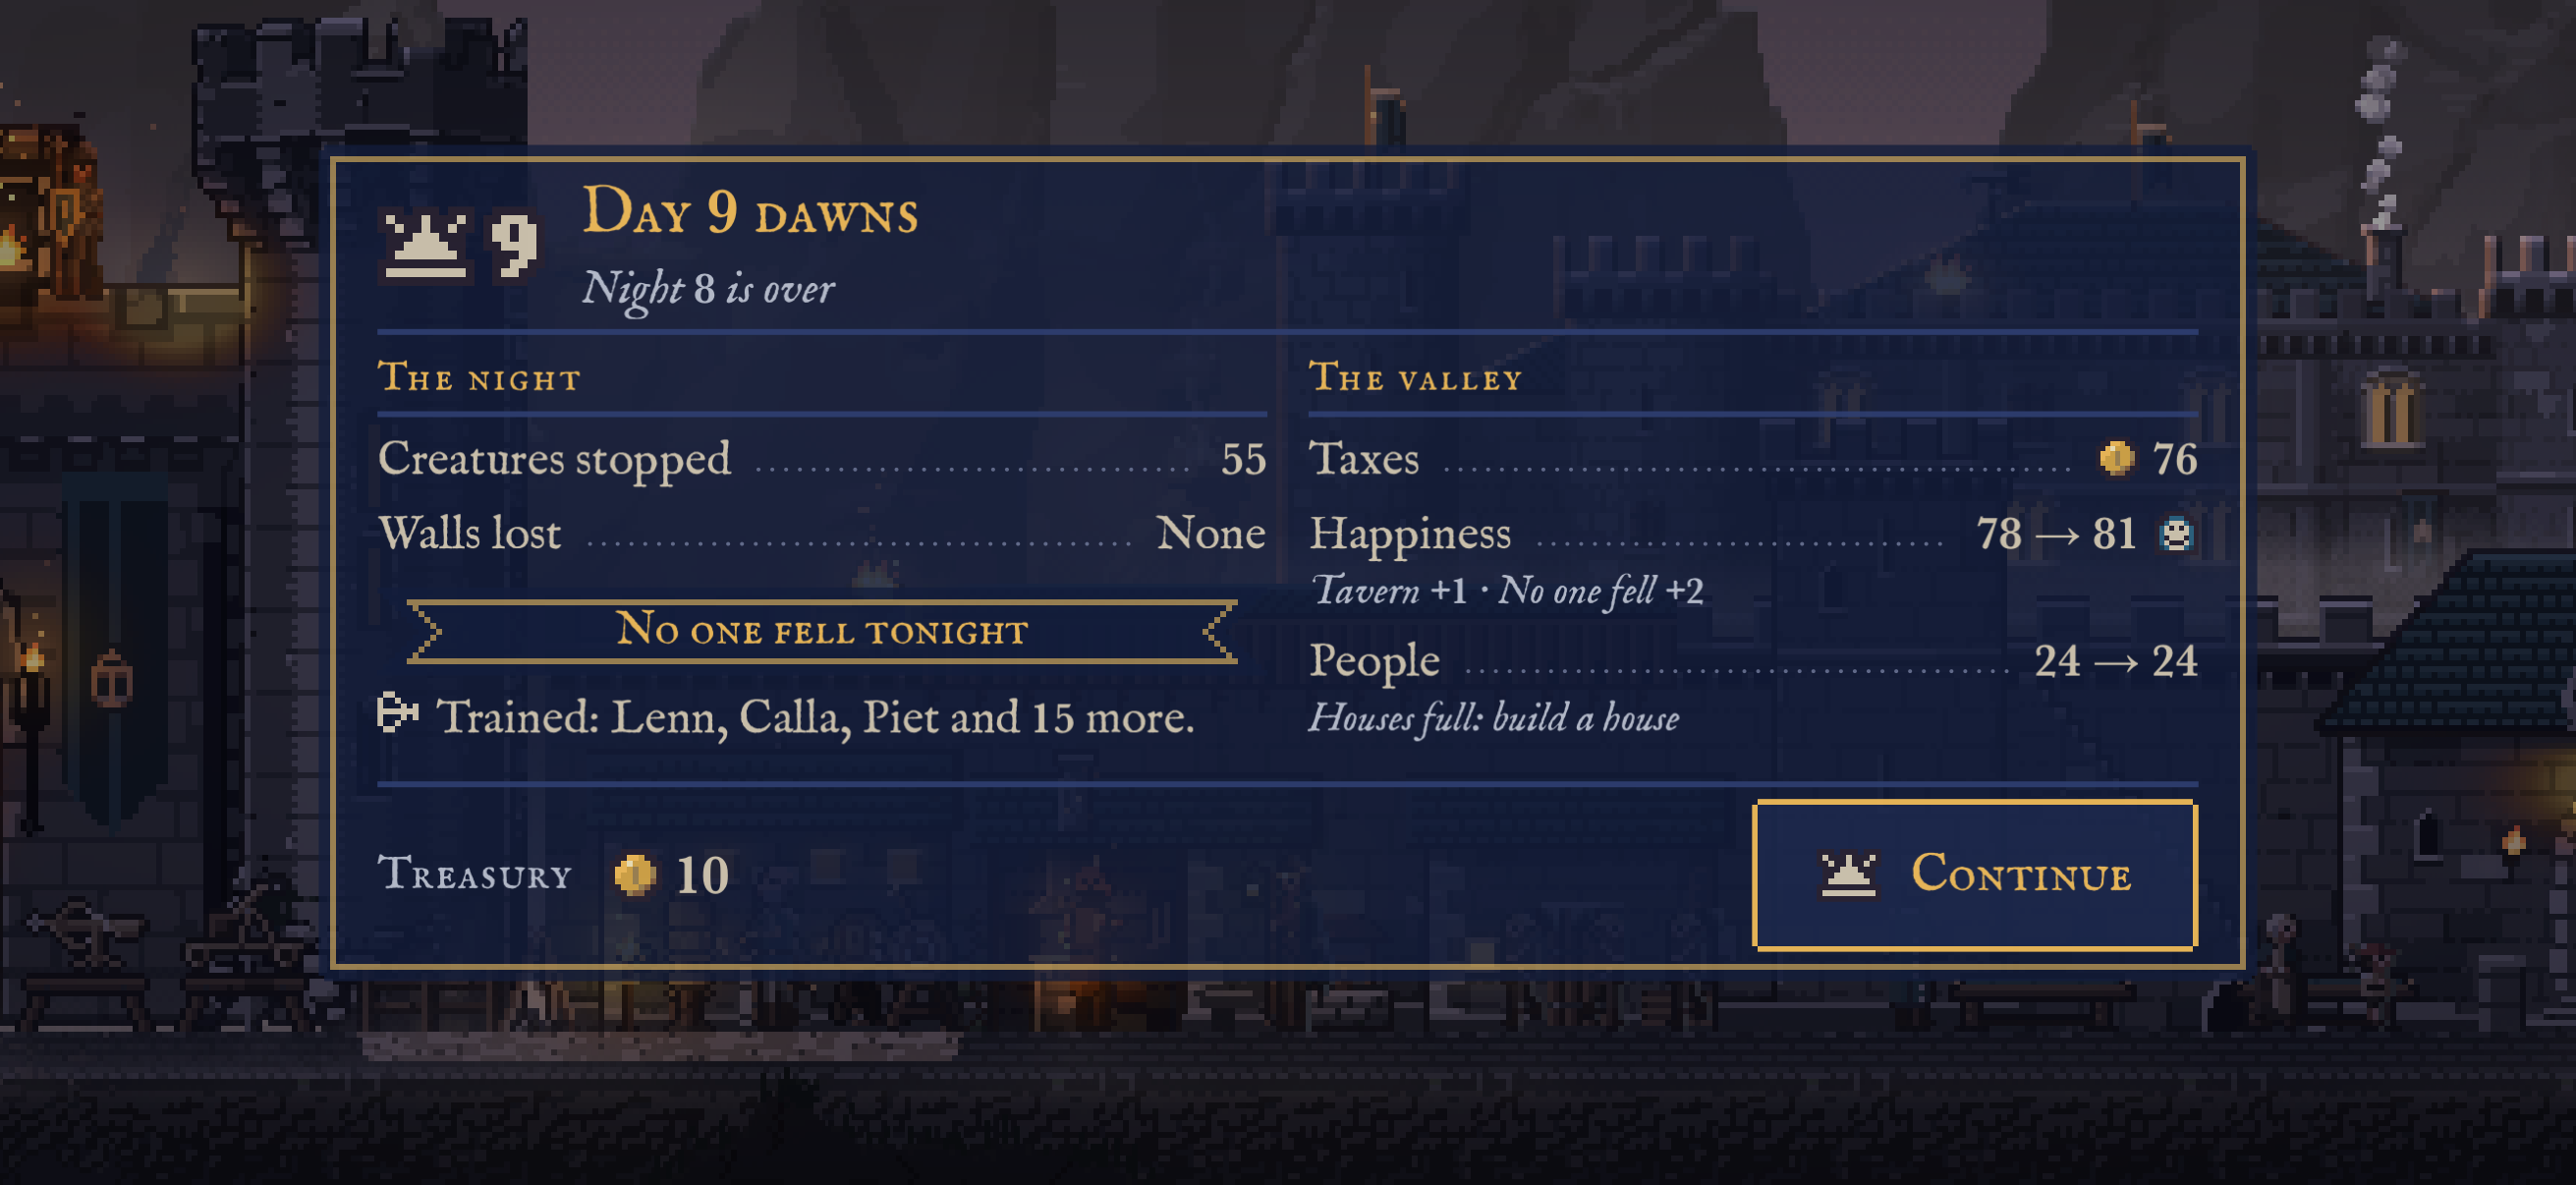 9
Day 9 dawns
Night 8 is over
The night
Creatures stopped 55
Walls lost None
No one fell tonight
Trained: Lenn, Calla, Piet and 15 more.
The valley
Taxes 76
Happiness 78 → 81
Tavern +1 · No one fell +2
People 24 → 24
Houses full: build a house
Treasury 10
Continue